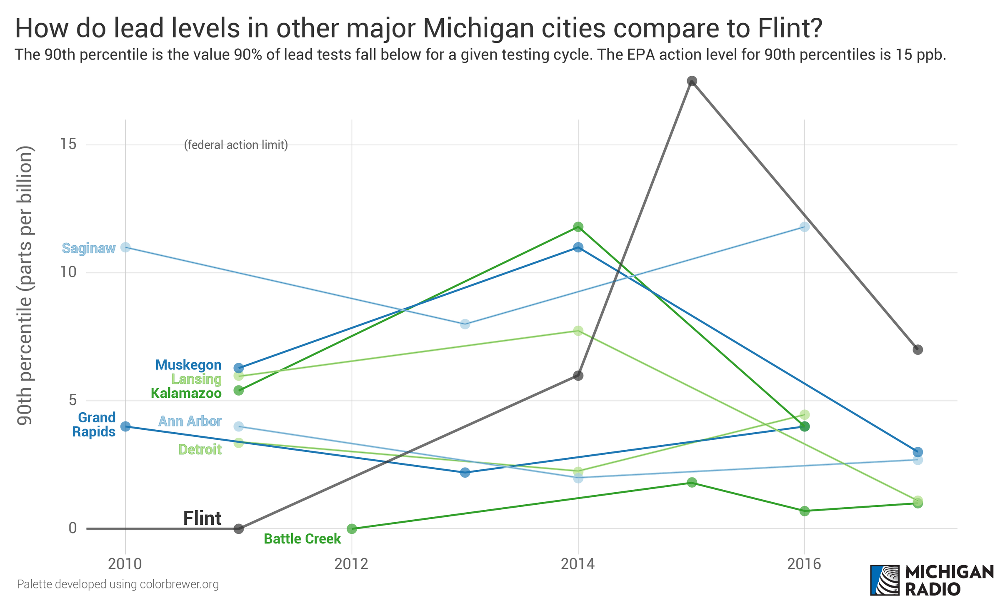 How do lead levels in other major Michigan cities compare to Flint?
The 90th percentile is the value 90% of lead tests fall below for a given testing cycle. The EPA action level for 90th percentiles is 15 ppb.
90th percentile (parts per billion)
15
(federal action limit)
10
5
0
Saginaw
Muskegon
Lansing
Kalamazoo
Grand
Rapids
Ann Arbor
Detroit
Flint
Battle Creek
2010
2012
2014
2016
Palette developed using colorbrewer.org
MICHIGAN
RADIO